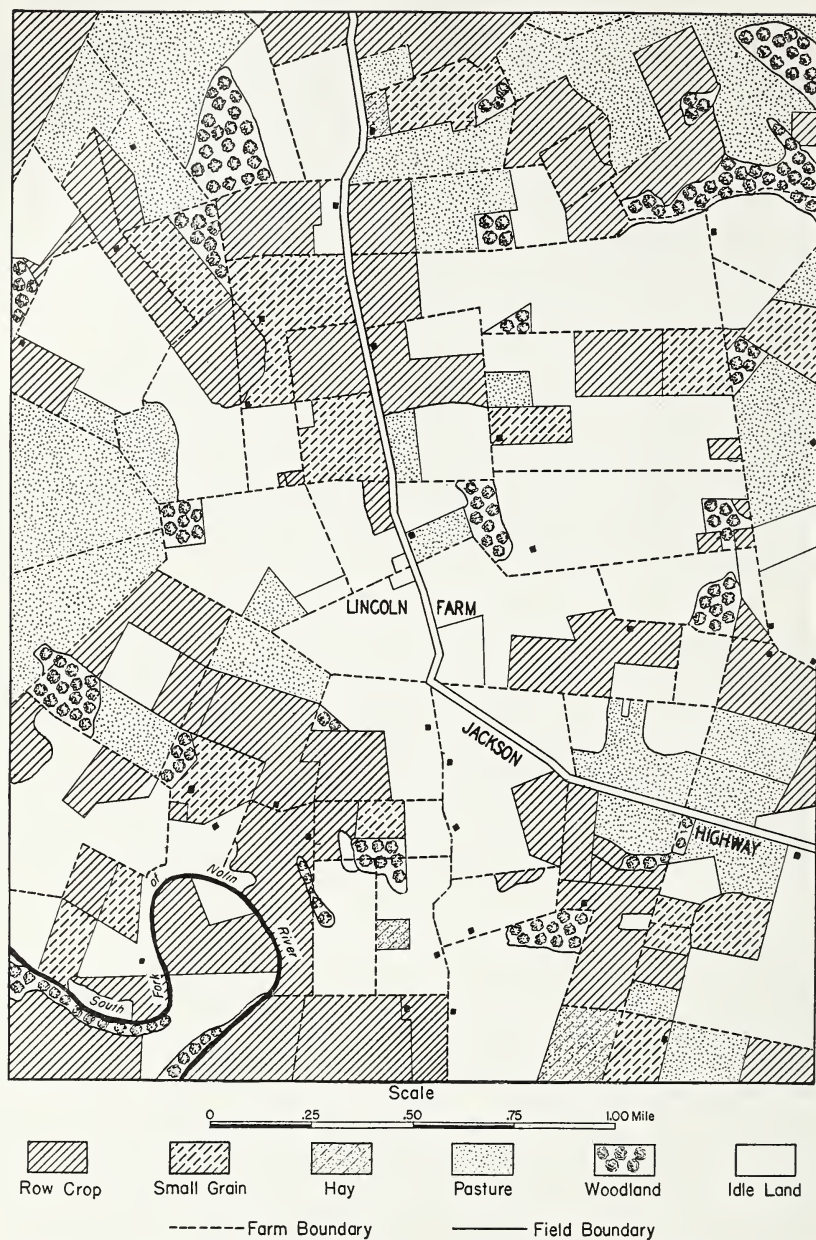 LINCOLN FARM
JACKSON
HIGHWAY
South Fork of Nolin River
Scale
0 .25 .50 .75 1.00 Mile
Row Crop Small Grain Hay Pasture Woodland Idle Land
Farm Boundary Field Boundary